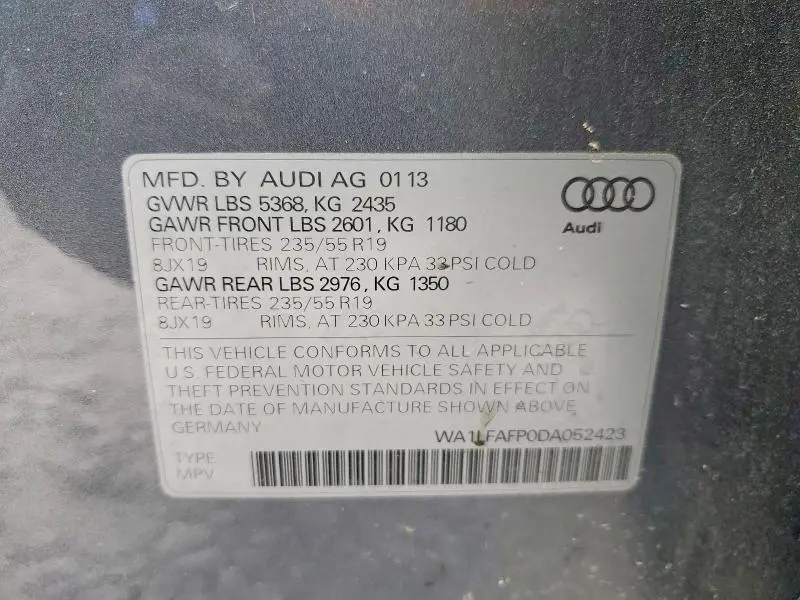 MFD. BY AUDI AG 01 13
GVWR LBS 5368, KG 2435
GAWR FRONT LBS 2601, KG 1180
FRONT-TIRES 235/55 R19
8JX19 RIMS, AT 230 KPA 33 PSI COLD
GAWR REAR LBS 2976, KG 1350
REAR-TIRES 235/55 R19
8JX19 RIMS, AT 230 KPA 33 PSI COLD
Audi
THIS VEHICLE CONFORMS TO ALL APPLICABLE
U.S. FEDERAL MOTOR VEHICLE SAFETY AND
THEFT PREVENTION STANDARDS IN EFFECT ON
THE DATE OF MANUFACTURE SHOWN ABOVE
GERMANY
WA1LFAFP0DA052423
TYPE
MPV